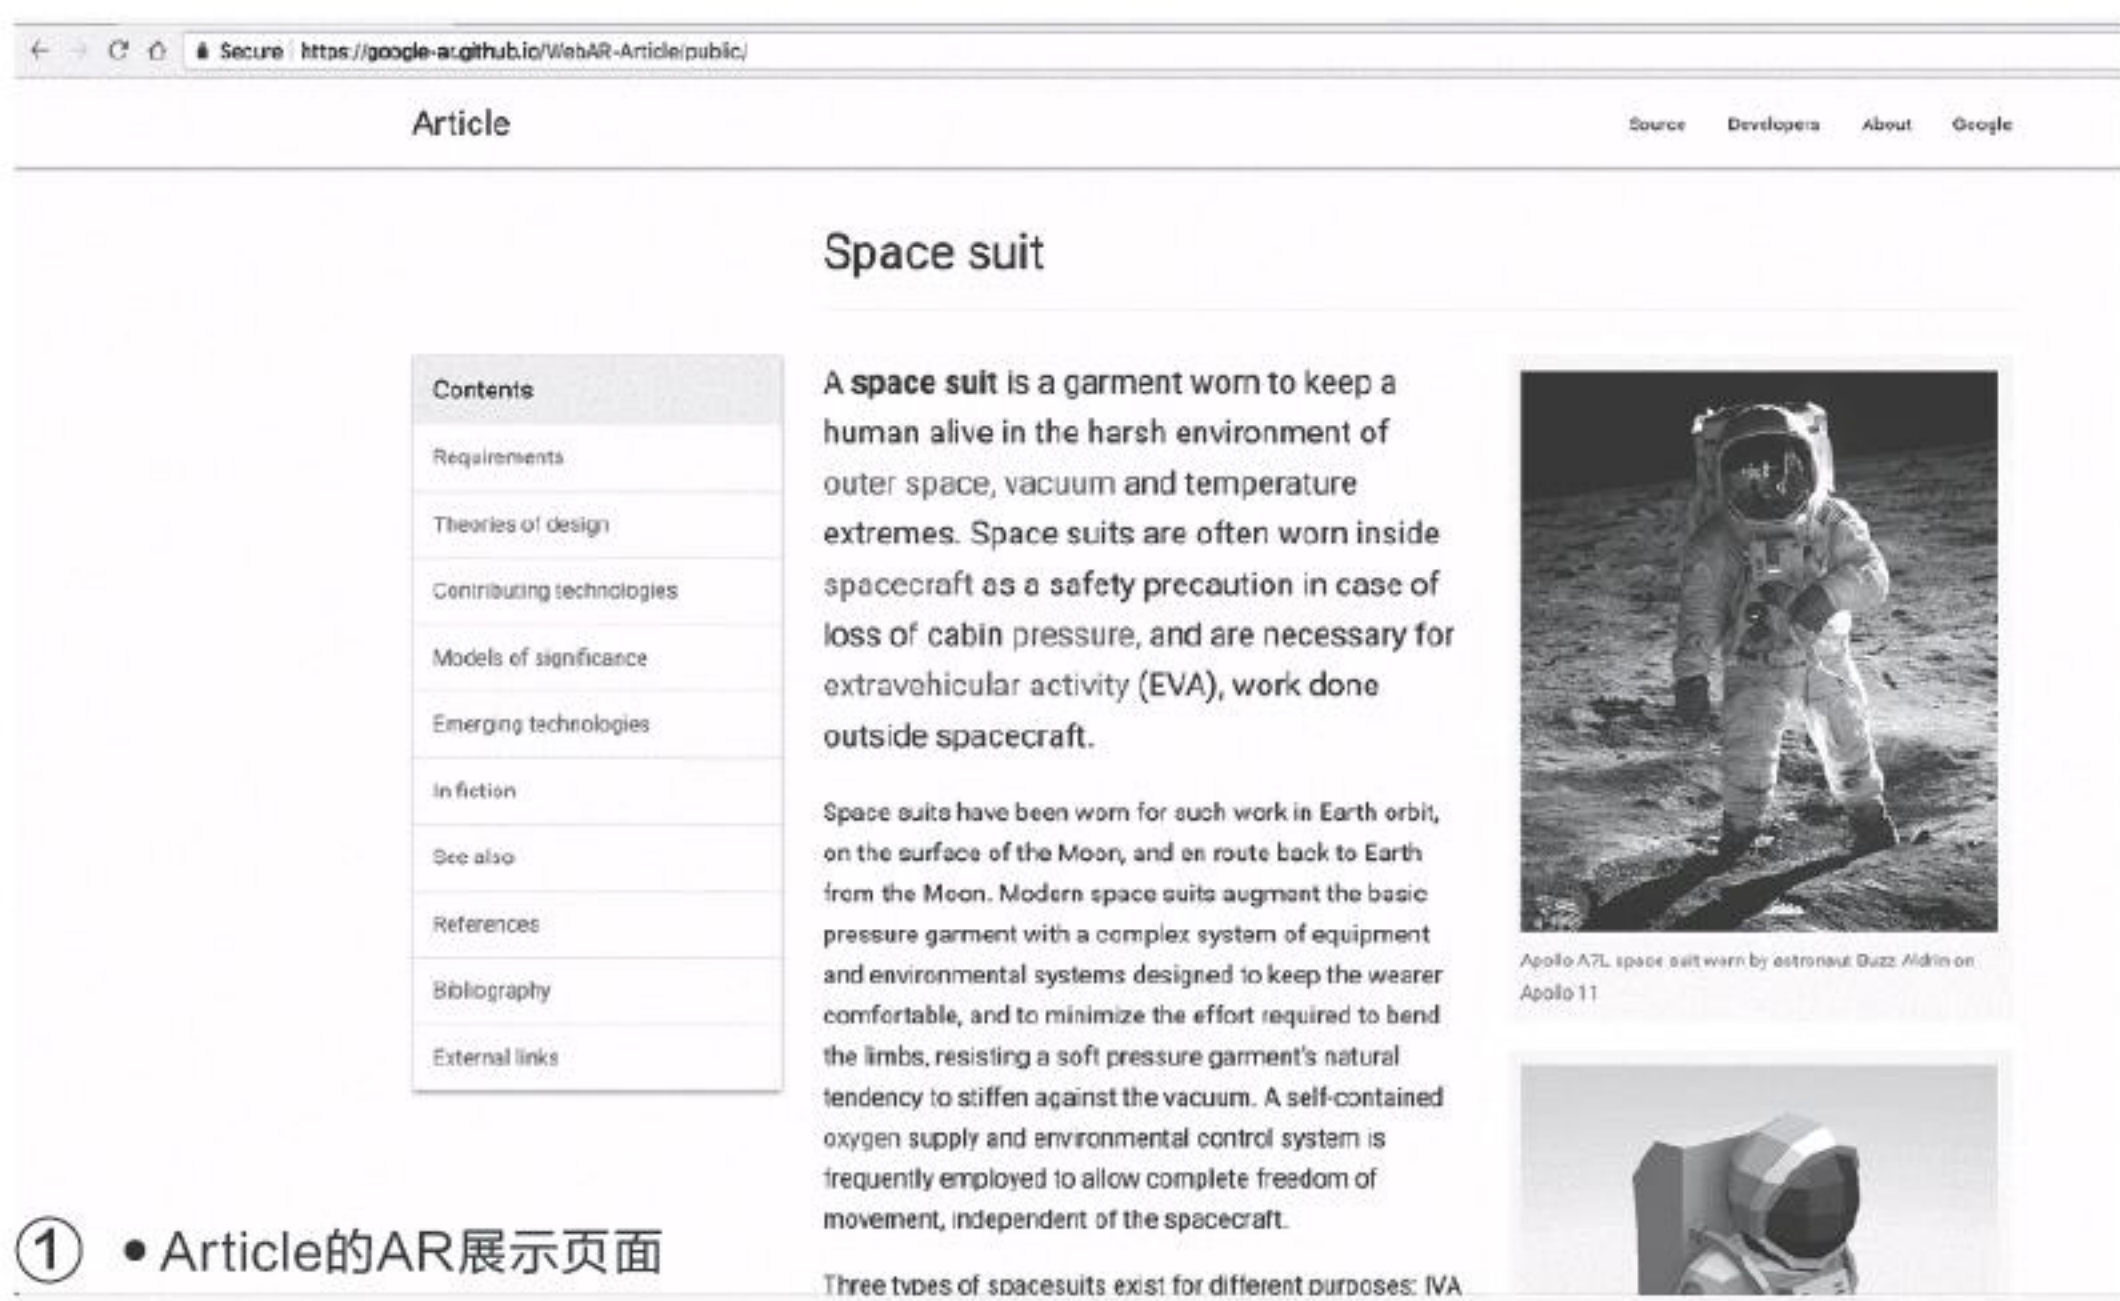 Secure https://google-ar.github.io/WebAR-Article/public/
Article
Source Developers About Google
Space suit
Contents
Requirements
Theories of design
Contributing technologies
Models of significance
Emerging technologies
In fiction
See also
References
Bibliography
External links
A space suit is a garment worn to keep a
human alive in the harsh environment of
outer space, vacuum and temperature
extremes. Space suits are often worn inside
spacecraft as a safety precaution in case of
loss of cabin pressure, and are necessary for
extravehicular activity (EVA), work done
outside spacecraft.
Space suits have been worn for such work in Earth orbit,
on the surface of the Moon, and en route back to Earth
from the Moon. Modern space suits augment the basic
pressure garment with a complex system of equipment
and environmental systems designed to keep the wearer
comfortable, and to minimize the effort required to bend
the limbs, resisting a soft pressure garment's natural
tendency to stiffen against the vacuum. A self-contained
oxygen supply and environmental control system is
frequently employed to allow complete freedom of
movement, independent of the spacecraft.
Three types of spacesuits exist for different purposes: IVA
Apollo A7L space suit worn by astronaut Buzz Aldrin on
Apollo 11
① • Article的AR展示页面